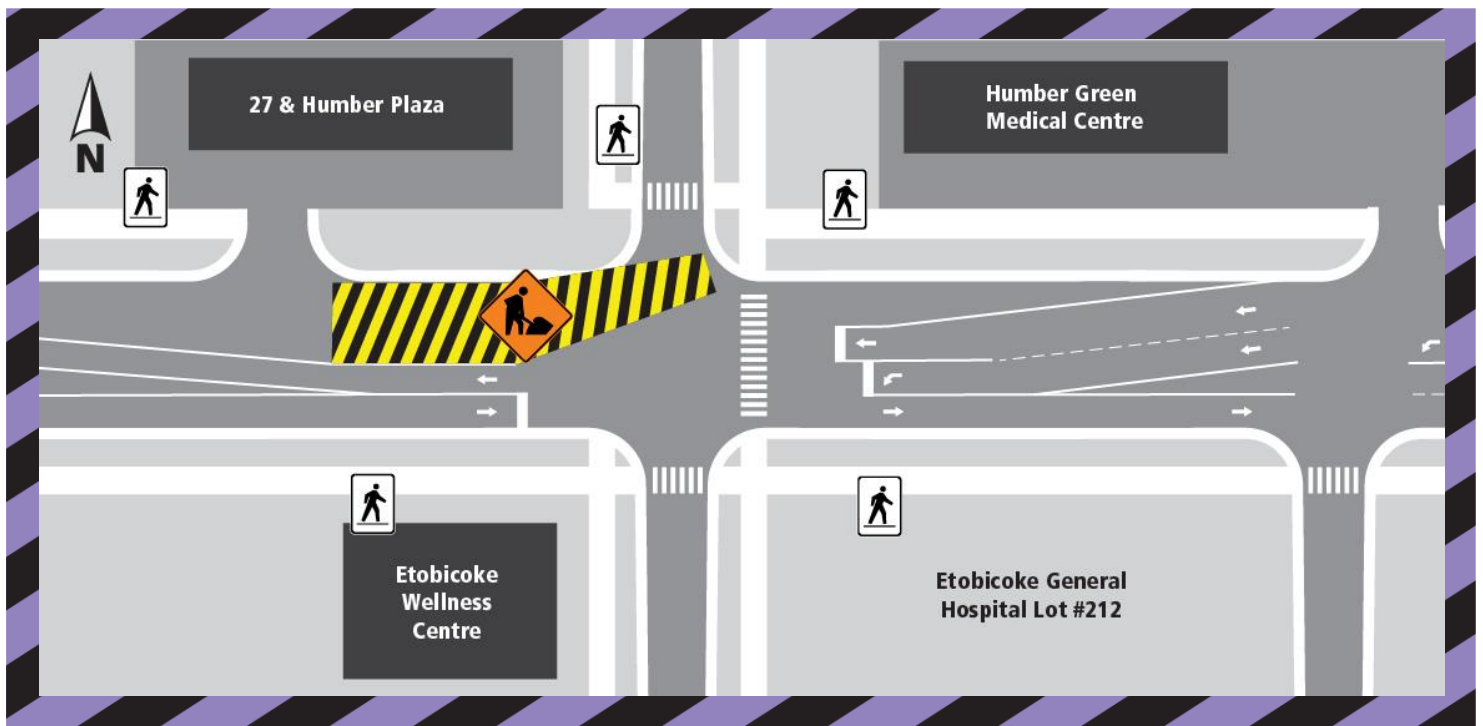 27 & Humber Plaza
Humber Green
Medical Centre
N
Etobicoke
Wellness
Centre
Etobicoke General
Hospital Lot #212